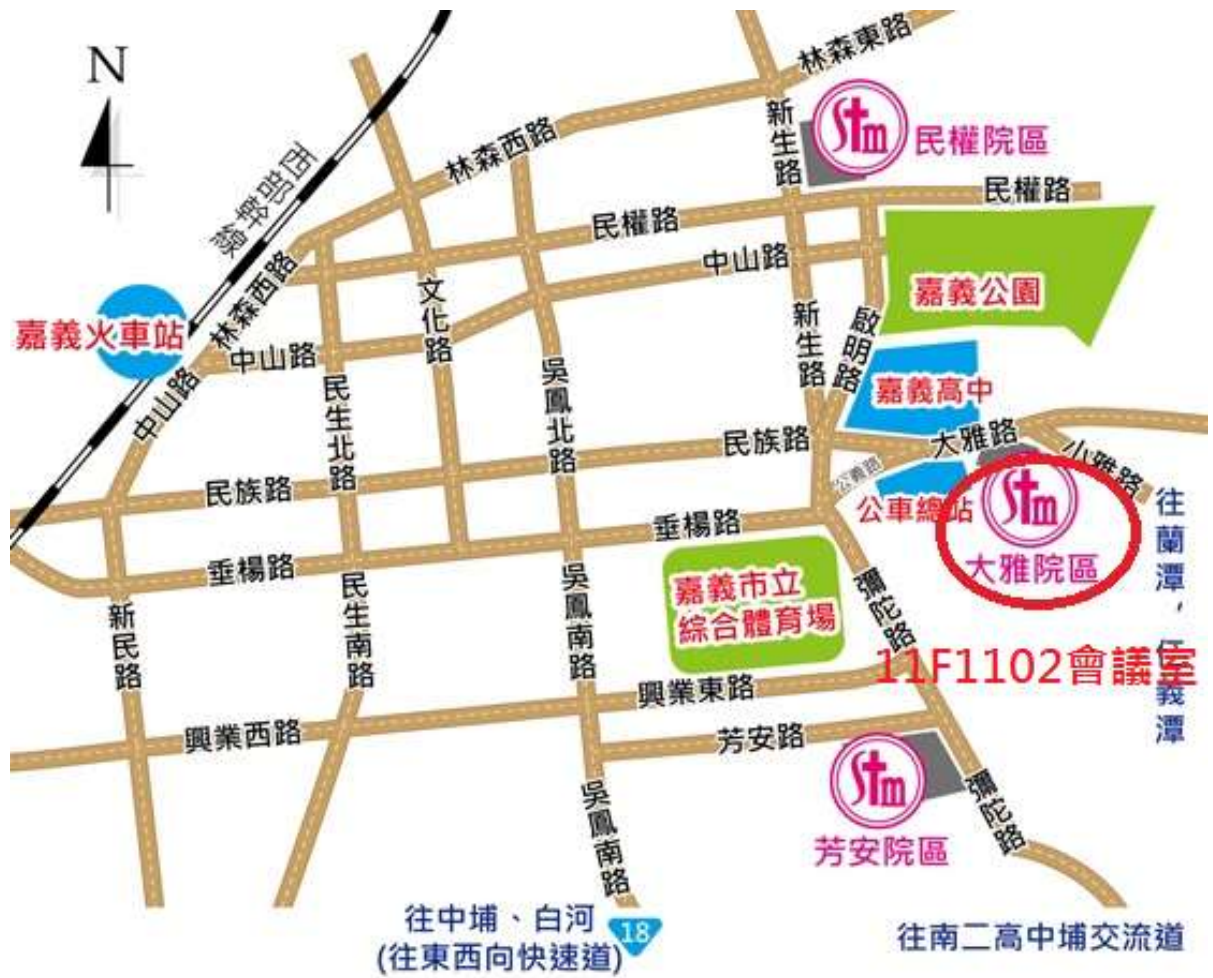 N
林森東路
新生路
Stm
民權院區
西部幹線
林森西路
民權路
民權路
中山路
嘉義公園
嘉義火車站
林森西路
文化路
中山路
新生路
啟明路
中山路
民生北路
吳鳳北路
嘉義高中
民族路
大雅路
小雅路
民族路
公義路
公車總站
Stm
大雅院區
垂楊路
垂楊路
往蘭潭，仁義潭
嘉義市立
綜合體育場
新民路
民生南路
吳鳳南路
彌陀路
11F1102會議室
興業東路
興業西路
芳安路
Stm
芳安院區
彌陀路
吳鳳南路
往中埔、白河
(往東西向快速道)
18
往南二高中埔交流道